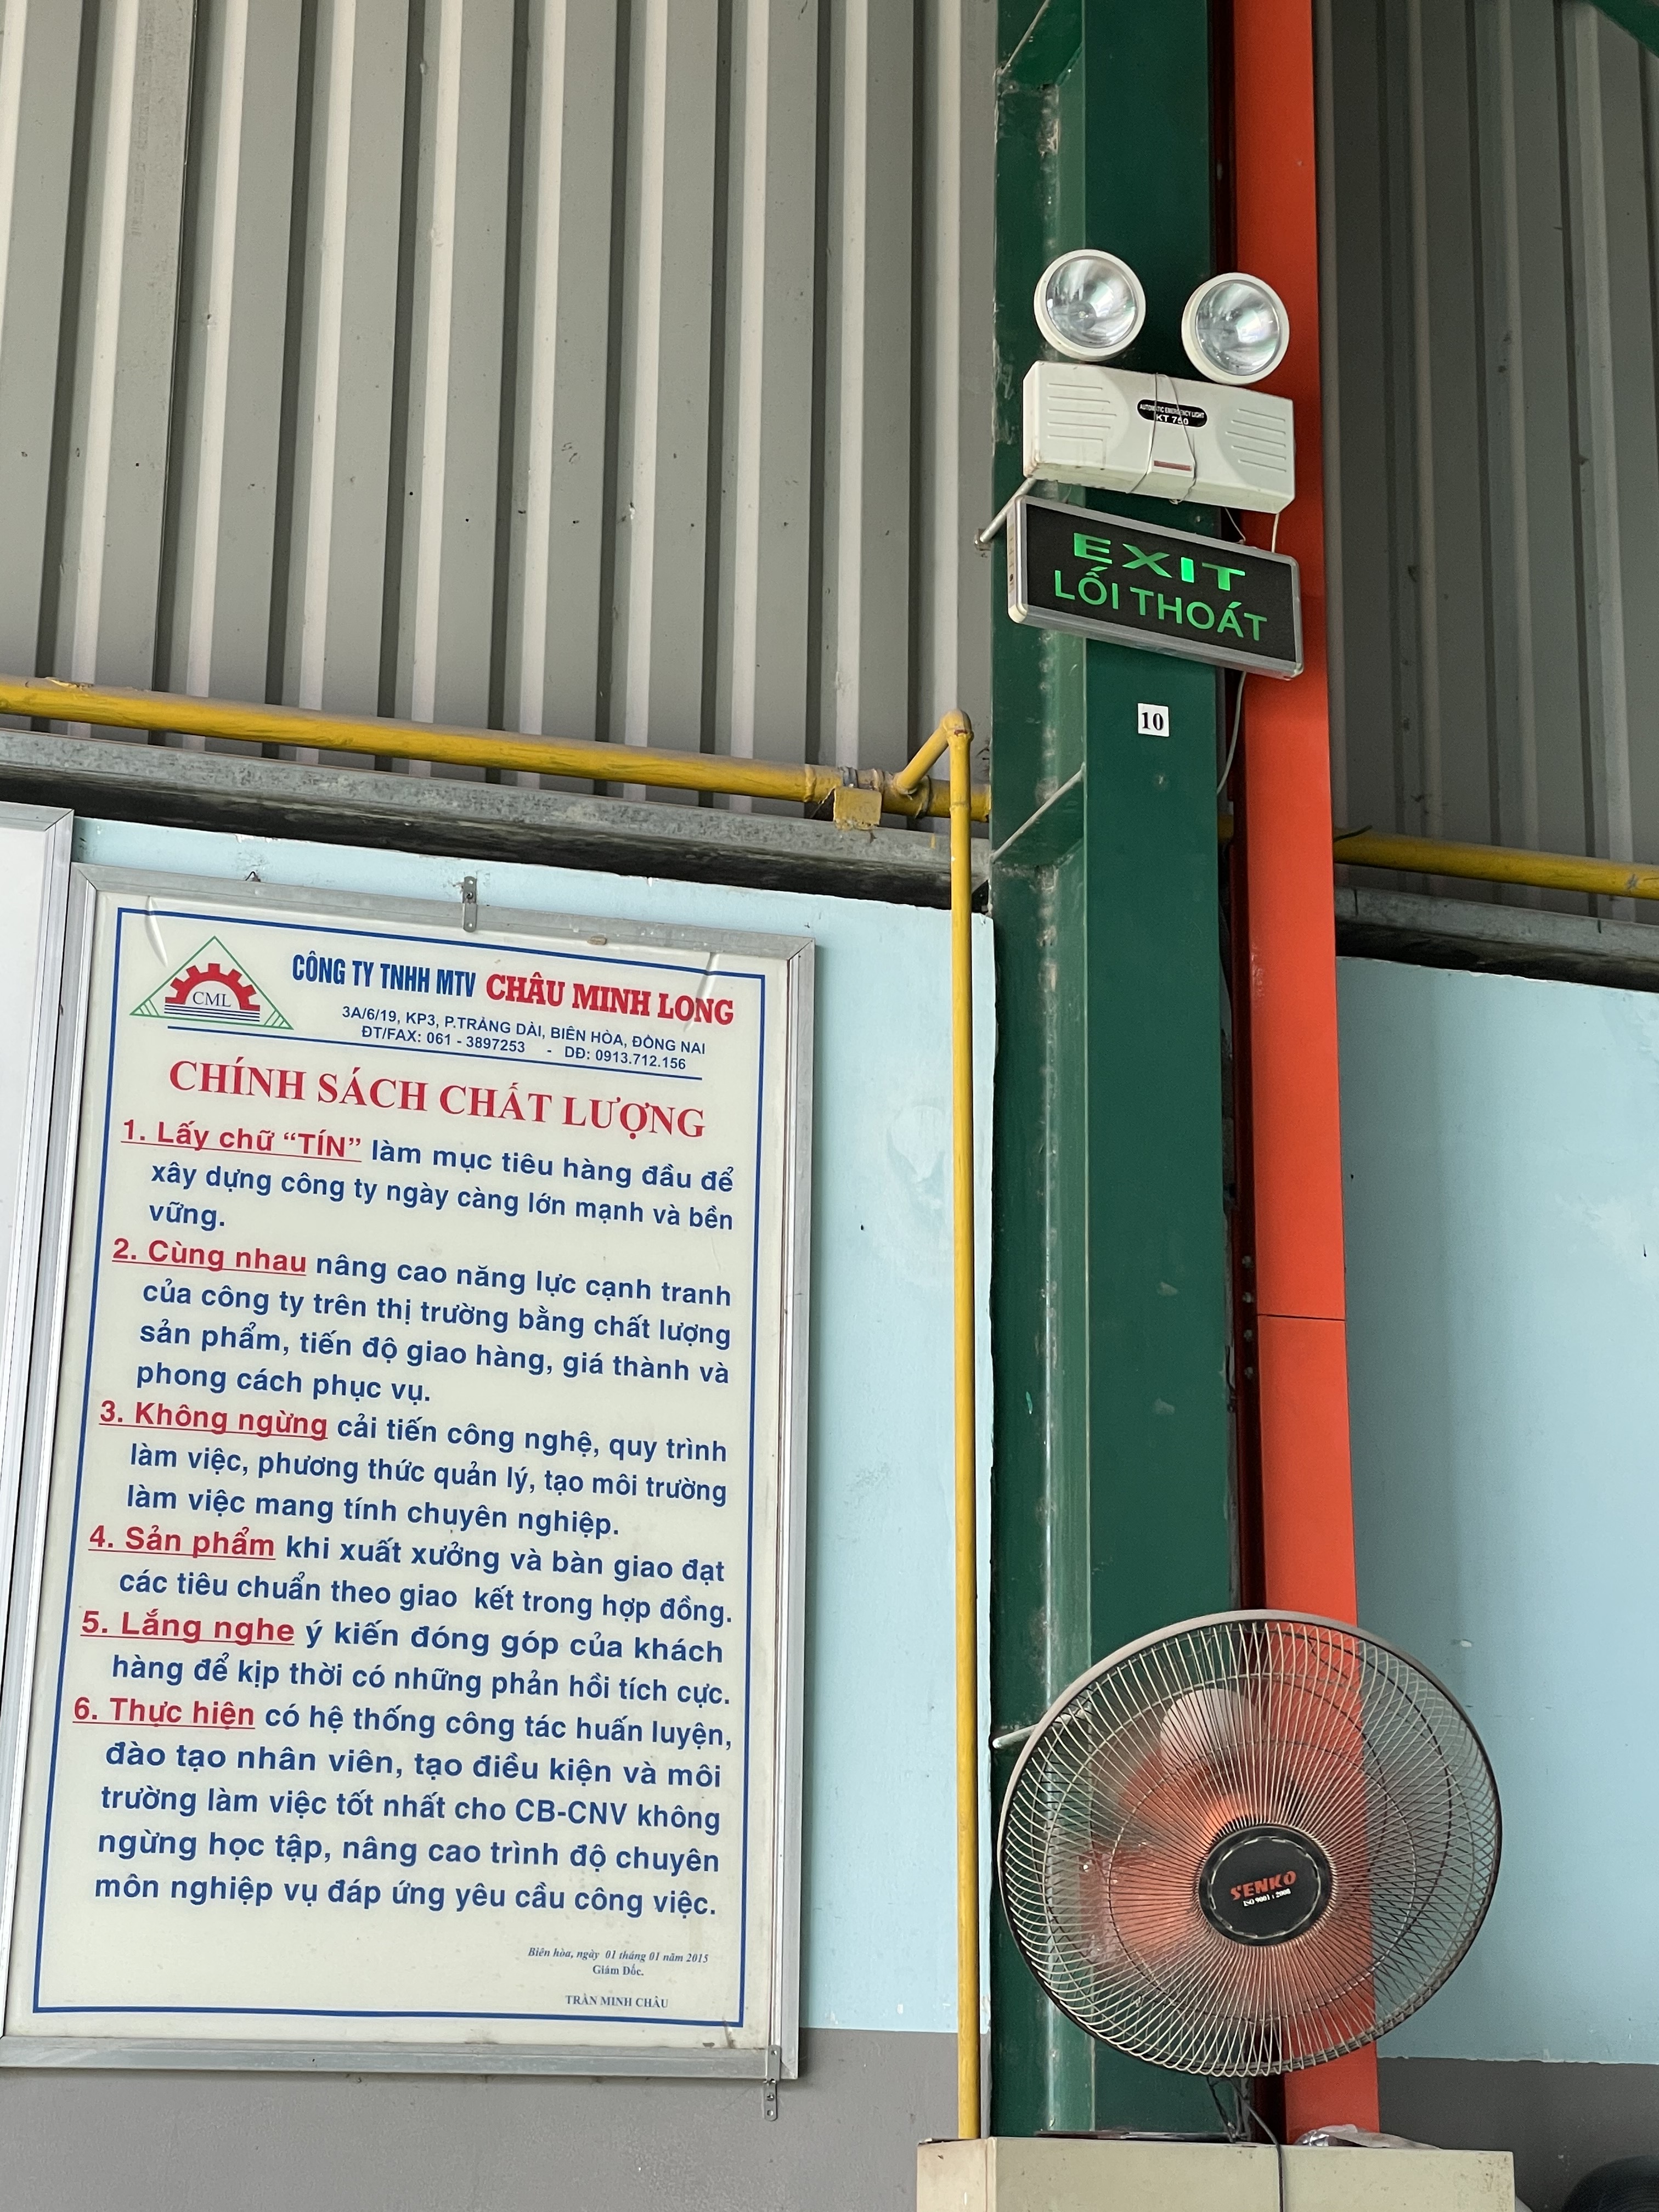 AUTOMATIC EMERGENCY LIGHT
KT 750
EXIT
LỐI THOÁT
10
CML
CÔNG TY TNHH MTV CHÂU MINH LONG
3A/6/19, KP3, P.TRẢNG DÀI, BIÊN HÒA, ĐỒNG NAI
ĐT/FAX: 061 - 3897253 - DĐ: 0913.712.156
CHÍNH SÁCH CHẤT LƯỢNG
1. Lấy chữ “TÍN” làm mục tiêu hàng đầu để
xây dựng công ty ngày càng lớn mạnh và bền
vững.
2. Cùng nhau nâng cao năng lực cạnh tranh
của công ty trên thị trường bằng chất lượng
sản phẩm, tiến độ giao hàng, giá thành và
phong cách phục vụ.
3. Không ngừng cải tiến công nghệ, quy trình
làm việc, phương thức quản lý, tạo môi trường
làm việc mang tính chuyên nghiệp.
4. Sản phẩm khi xuất xưởng và bàn giao đạt
các tiêu chuẩn theo giao kết trong hợp đồng.
5. Lắng nghe ý kiến đóng góp của khách
hàng để kịp thời có những phản hồi tích cực.
6. Thực hiện có hệ thống công tác huấn luyện,
đào tạo nhân viên, tạo điều kiện và môi
trường làm việc tốt nhất cho CB-CNV không
ngừng học tập, nâng cao trình độ chuyên
môn nghiệp vụ đáp ứng yêu cầu công việc.
Biên hòa, ngày 01 tháng 01 năm 2015
Giám Đốc.
TRẦN MINH CHÂU
SENKO
ISO 9001 : 2008